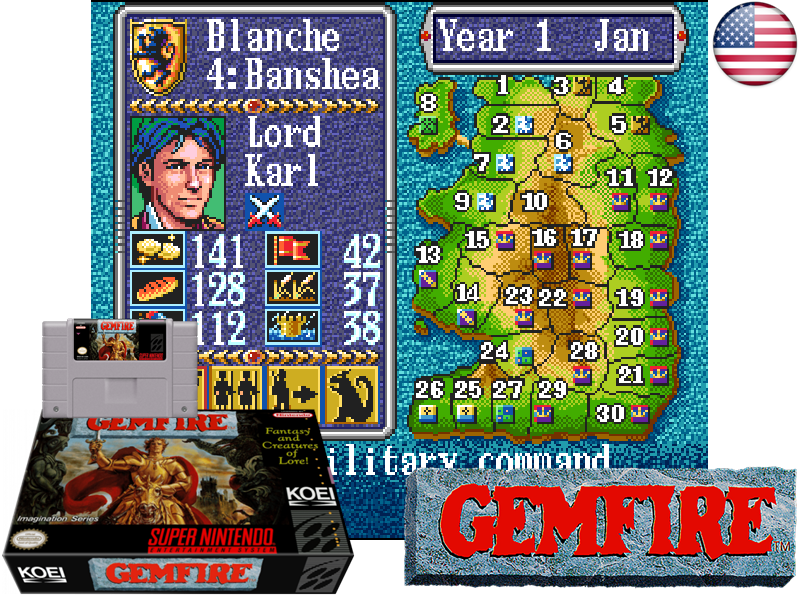 Blanche
4:Banshea
Lord
Karl
141 42
128 37
112 38
Year 1 Jan
1 3 4
8
2 6 5
7
11 12
9 10
15 16 17 18
13
14 23 22 19
20
24 28
21
26 25 27 29
30
ilitary command
GEMFIRE
GEMFIRE
Nintendo
Fantasy
and
Creatures
of Lore!
KOEI
Imagination Series
SUPER NINTENDO
ENTERTAINMENT SYSTEM
KOEI
GEMFIRE
GEMFIRE
TM